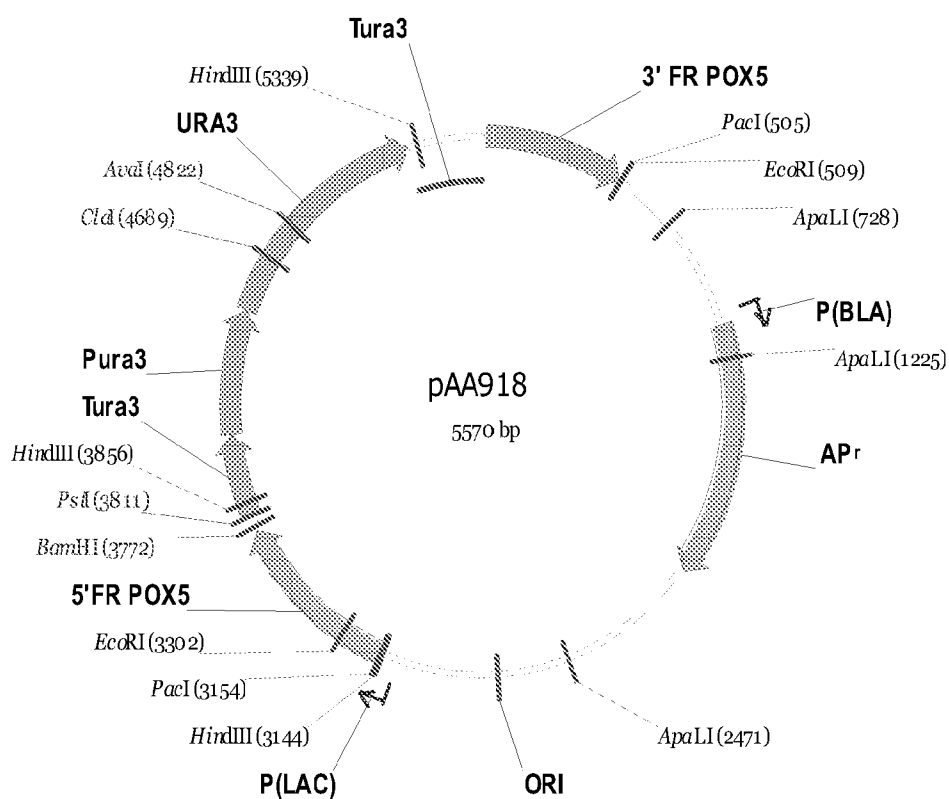 Tura3
HindIII (5339)
3' FR POX5
URA3
PacI (505)
AvaI (4822)
EcoRI (509)
ClaI (4689)
ApaLI (728)
P(BLA)
Pura3
pAA918
ApaLI (1225)
Tura3
5570 bp
HindIII (3856)
APr
PstI (3811)
BamHI (3772)
5'FR POX5
EcoRI (3302)
PacI (3154)
HindIII (3144)
ApaLI (2471)
P(LAC)
ORI